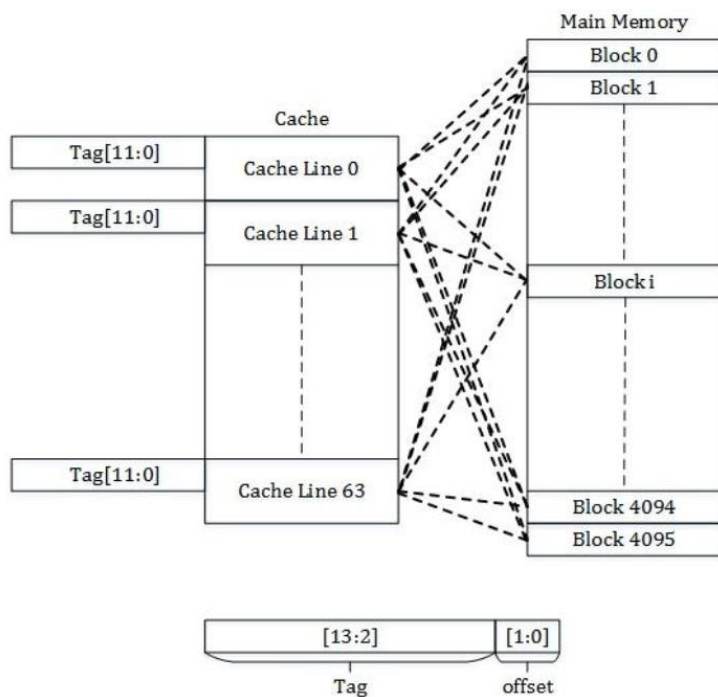 Main Memory
Block 0
Block 1
Cache
Tag[11:0]
Cache Line 0
Tag[11:0]
Cache Line 1
Block i
Tag[11:0]
Cache Line 63
Block 4094
Block 4095
[13:2]
[1:0]
Tag
offset